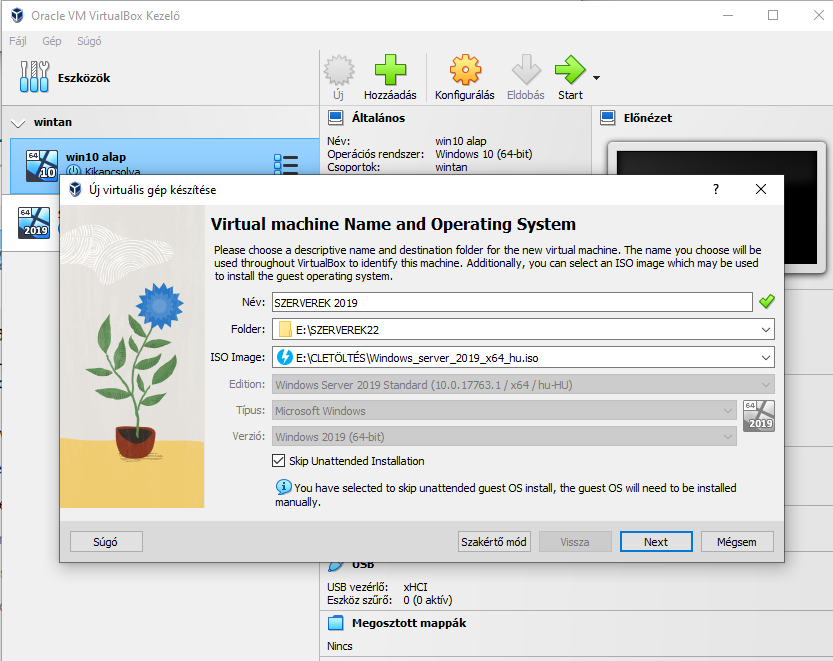 Oracle VM VirtualBox Kezelő
Fájl Gép Súgó
Eszközök
Új Hozzáadás Konfigurálás Eldobás Start
wintan
64 10 win10 alap
Kikapcsolva
64 2019
Általános
Név: win10 alap
Operációs rendszer: Windows 10 (64-bit)
Csoportok: wintan
Előnézet
Új virtuális gép készítése ?
Virtual machine Name and Operating System
Please choose a descriptive name and destination folder for the new virtual machine. The name you choose will be
used throughout VirtualBox to identify this machine. Additionally, you can select an ISO image which may be used
to install the guest operating system.
Név: SZERVEREK 2019
Folder: E:\SZERVEREK22
ISO Image: E:\CLETÖLTÉS\Windows_server_2019_x64_hu.iso
Edition: Windows Server 2019 Standard (10.0.17763.1 / x64 / hu-HU)
Típus: Microsoft Windows
64 2019
Verzió: Windows 2019 (64-bit)
Skip Unattended Installation
You have selected to skip unattended guest OS install, the guest OS will need to be installed
manually.
Súgó Szakértő mód Vissza Next Mégsem
USB
USB vezérlő: xHCI
Eszköz szűrő: 0 (0 aktív)
Megosztott mappák
Nincs